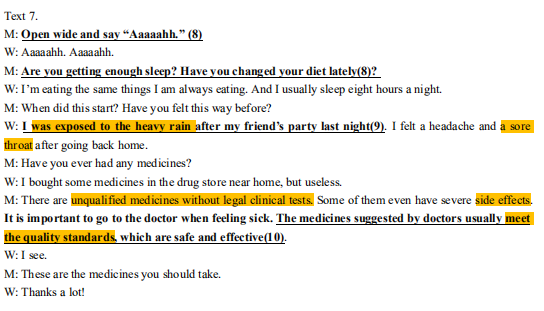 Text 7.
M: Open wide and say “Aaaaahh.” (8)
W: Aaaaahh. Aaaaahh.
M: Are you getting enough sleep? Have you changed your diet lately(8)?
W: I’m eating the same things I am always eating. And I usually sleep eight hours a night.
M: When did this start? Have you felt this way before?
W: I was exposed to the heavy rain after my friend’s party last night(9). I felt a headache and a sore
throat after going back home.
M: Have you ever had any medicines?
W: I bought some medicines in the drug store near home, but useless.
M: There are unqualified medicines without legal clinical tests. Some of them even have severe side effects.
It is important to go to the doctor when feeling sick. The medicines suggested by doctors usually meet
the quality standards, which are safe and effective(10).
W: I see.
M: These are the medicines you should take.
W: Thanks a lot!